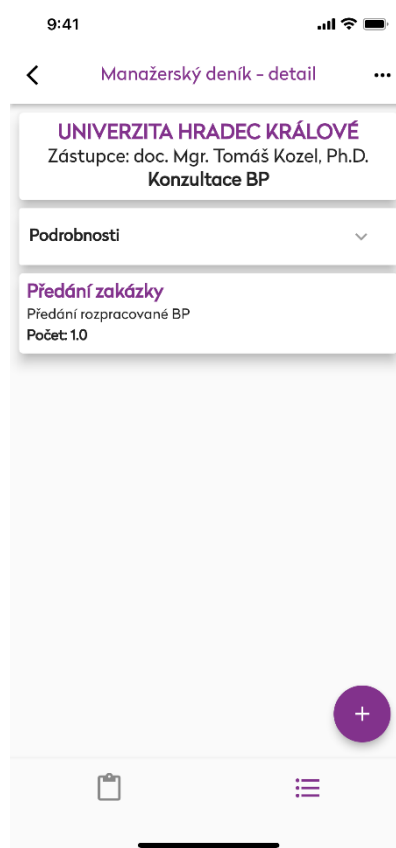 9:41
Manažerský deník - detail
UNIVERZITA HRADEC KRÁLOVÉ
Zástupce: doc. Mgr. Tomáš Kozel, Ph.D.
Konzultace BP
Podrobnosti
Předání zakázky
Předání rozpracované BP
Počet: 1.0